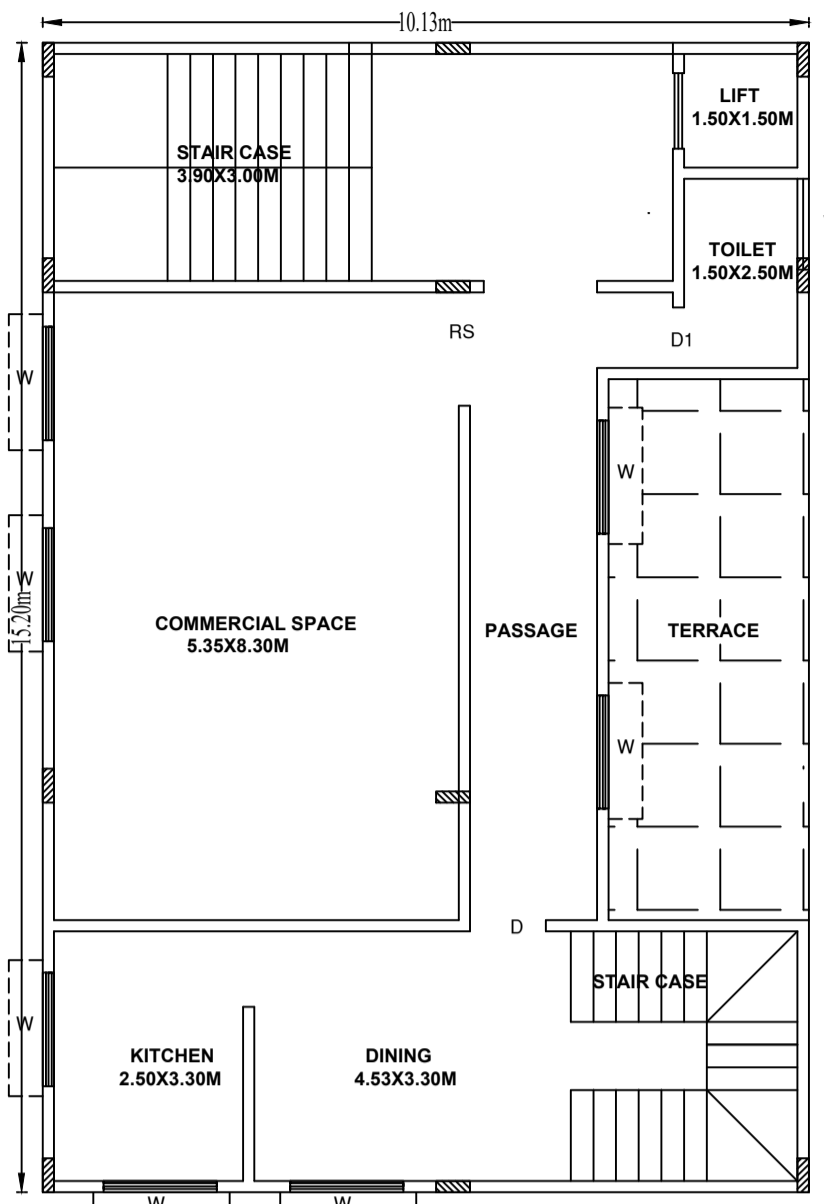 10.13m
LIFT
1.50X1.50M
STAIR CASE
3.90X3.00M
TOILET
1.50X2.50M
RS
D1
W
W
W
15.20m
COMMERCIAL SPACE
5.35X8.30M
PASSAGE
TERRACE
W
D
STAIR CASE
W
KITCHEN
2.50X3.30M
DINING
4.53X3.30M
W
W